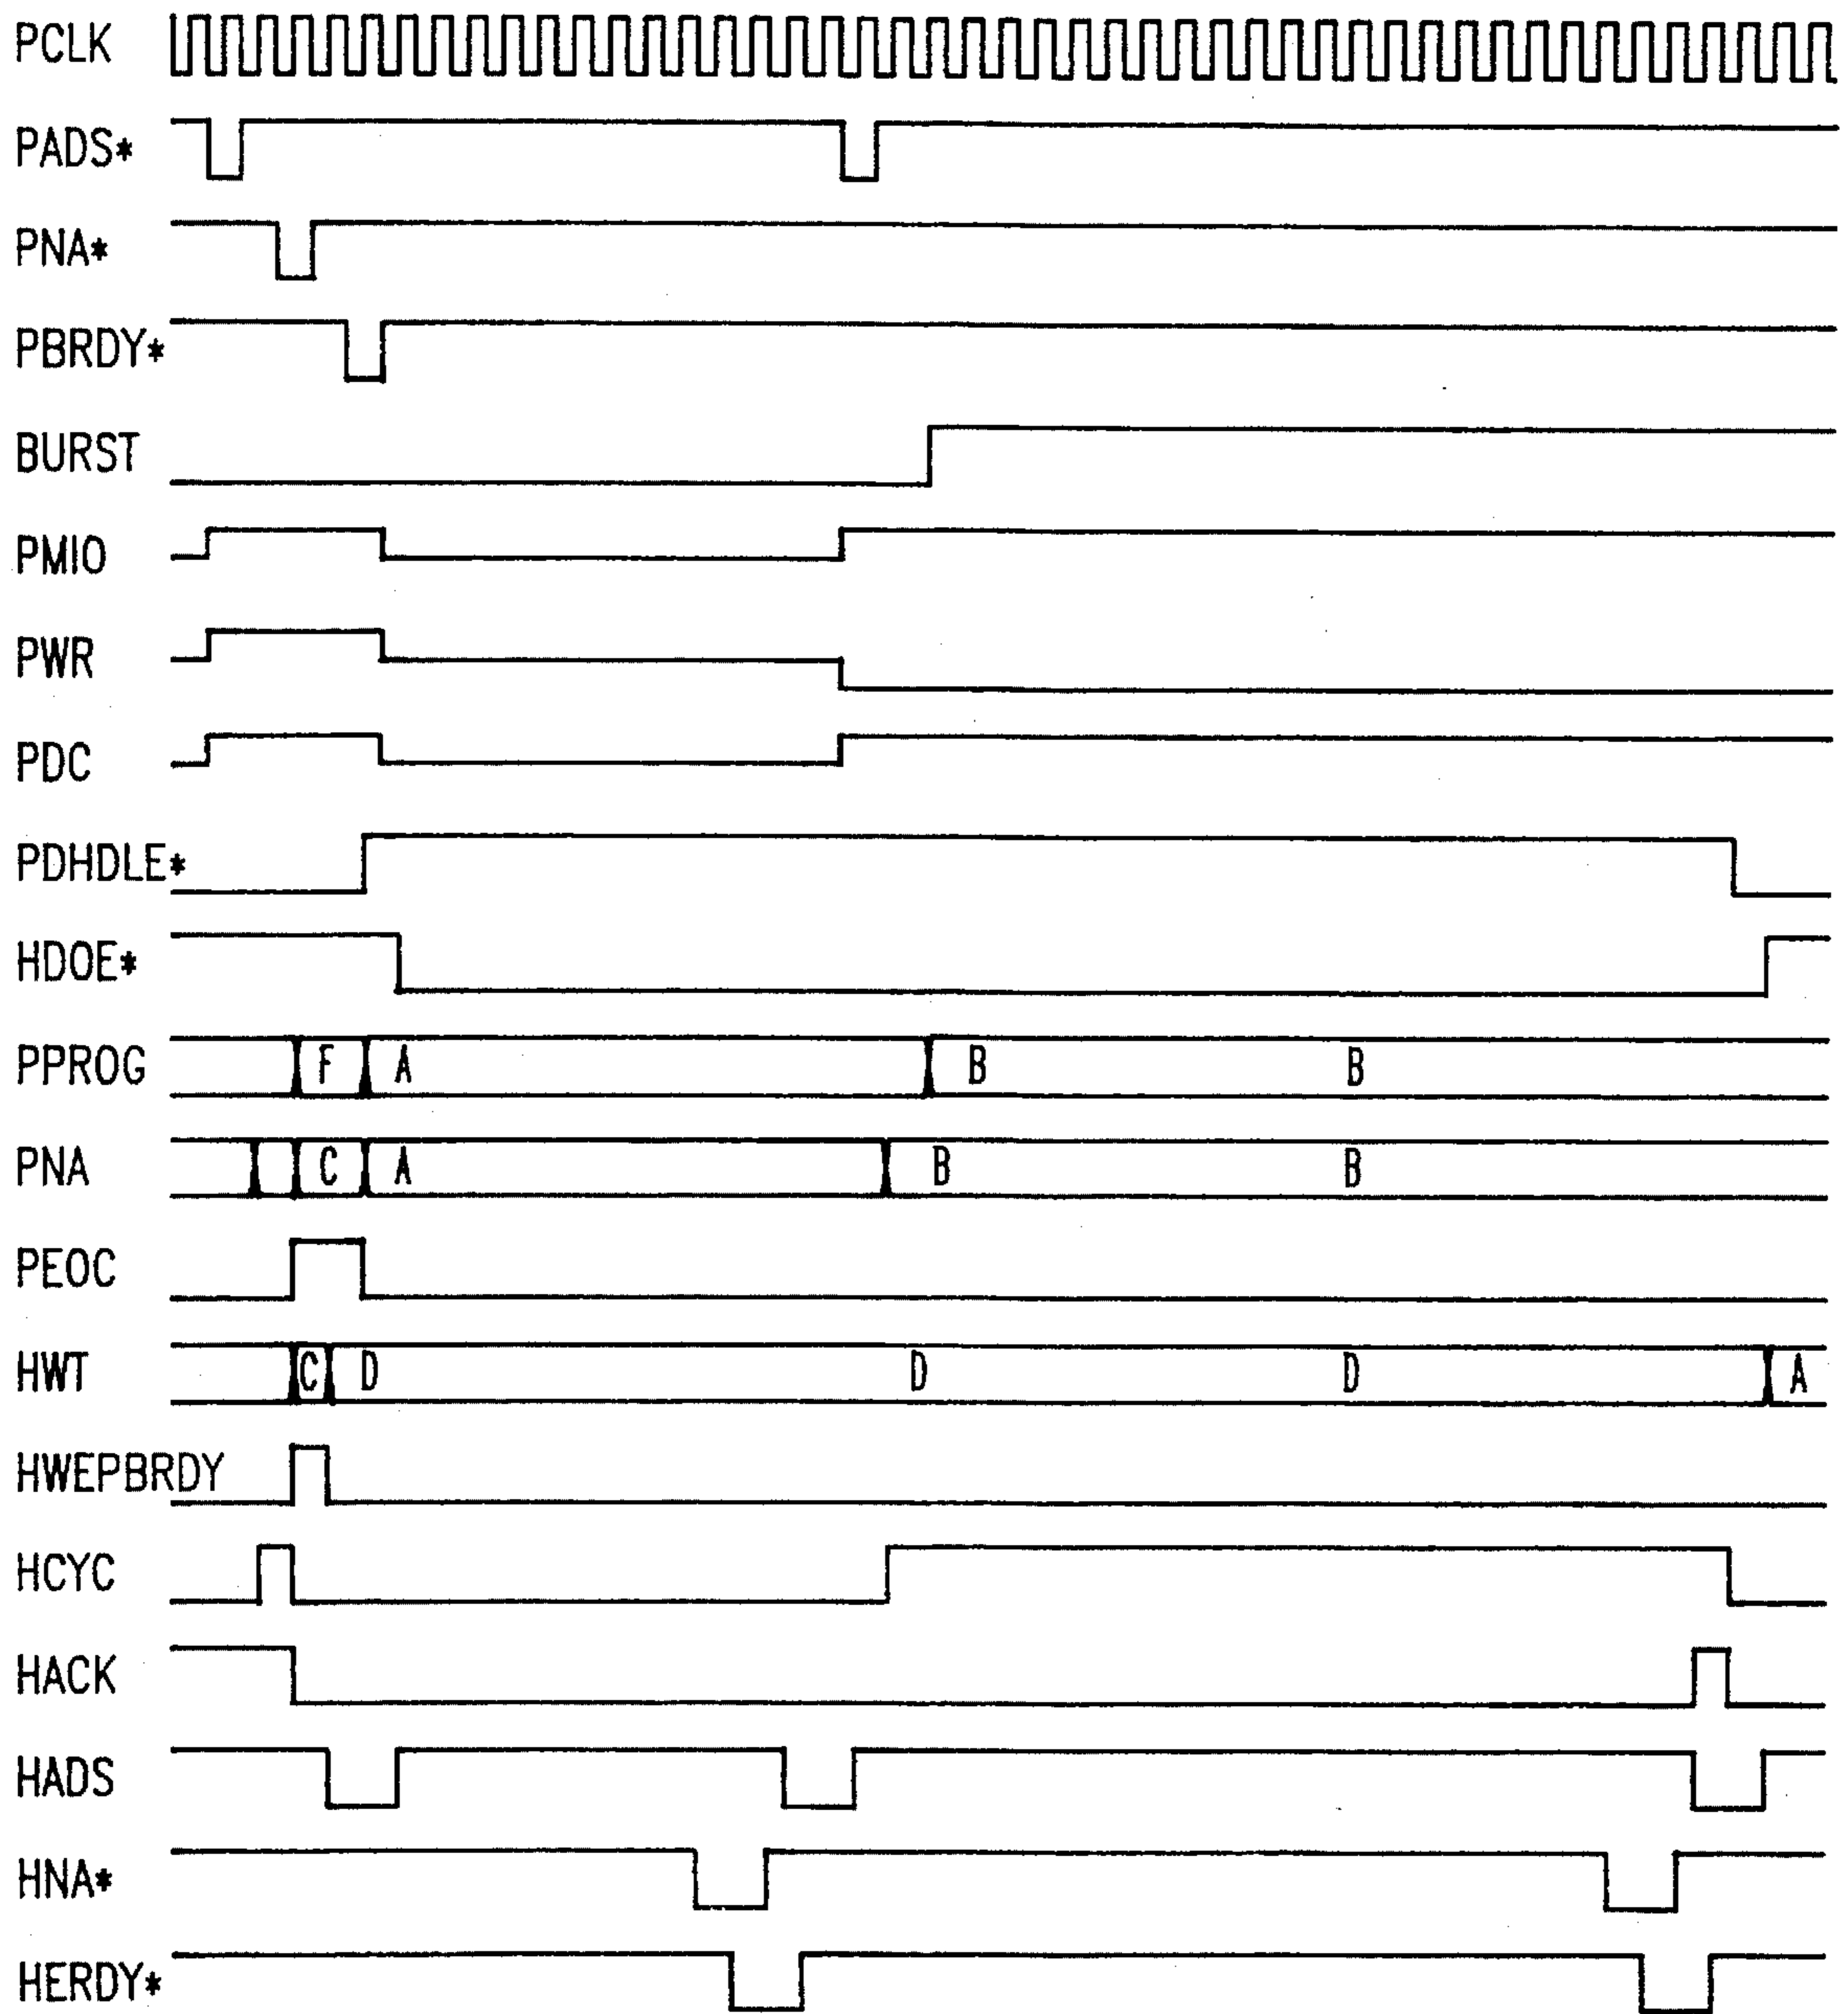 PCLK
PADS*
PNA*
PBRDY*
BURST
PMIO
PWR
PDC
PDHDLE*
HDOE*
PPROG F A B B
PNA C A B B
PEOC
HWT C D D D A
HWEPBRDY
HCYC
HACK
HADS
HNA*
HERDY*